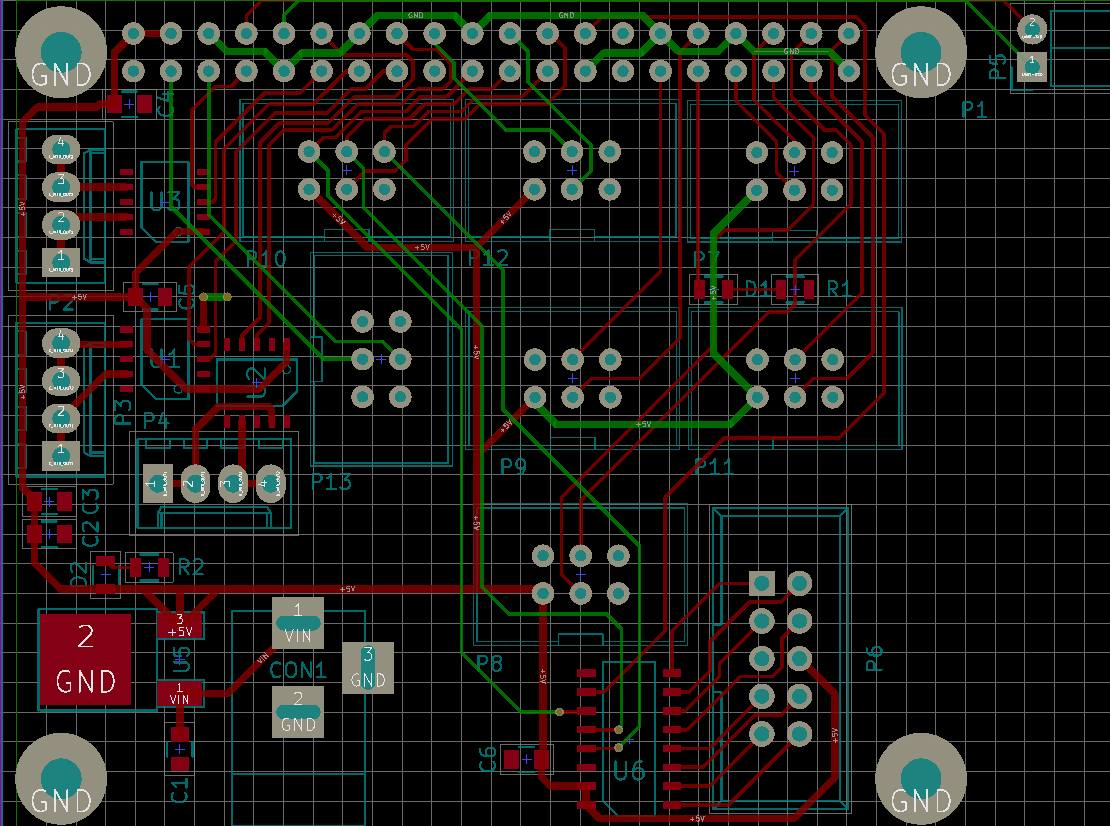 GND
GND
GND
GND
GND
2
1
P5
P1
C4
4
3
2
1
+5V
U3
+5V
+5V
P10
P12
P7
P2
+5V
C5
+5V
D1
R1
4
3
2
1
+5V
U1
U2
+5V
P3
P4
+5V
+5V
P9
P11
1
2
3
4
P13
C3
C2
+5V
D2
R2
+5V
2
GND
3
+5V
U5
1
VIN
1
VIN
VIN
CON1
3
GND
2
GND
P8
P6
+5V
+5V
C6
U6
C1
GND
GND
+5V